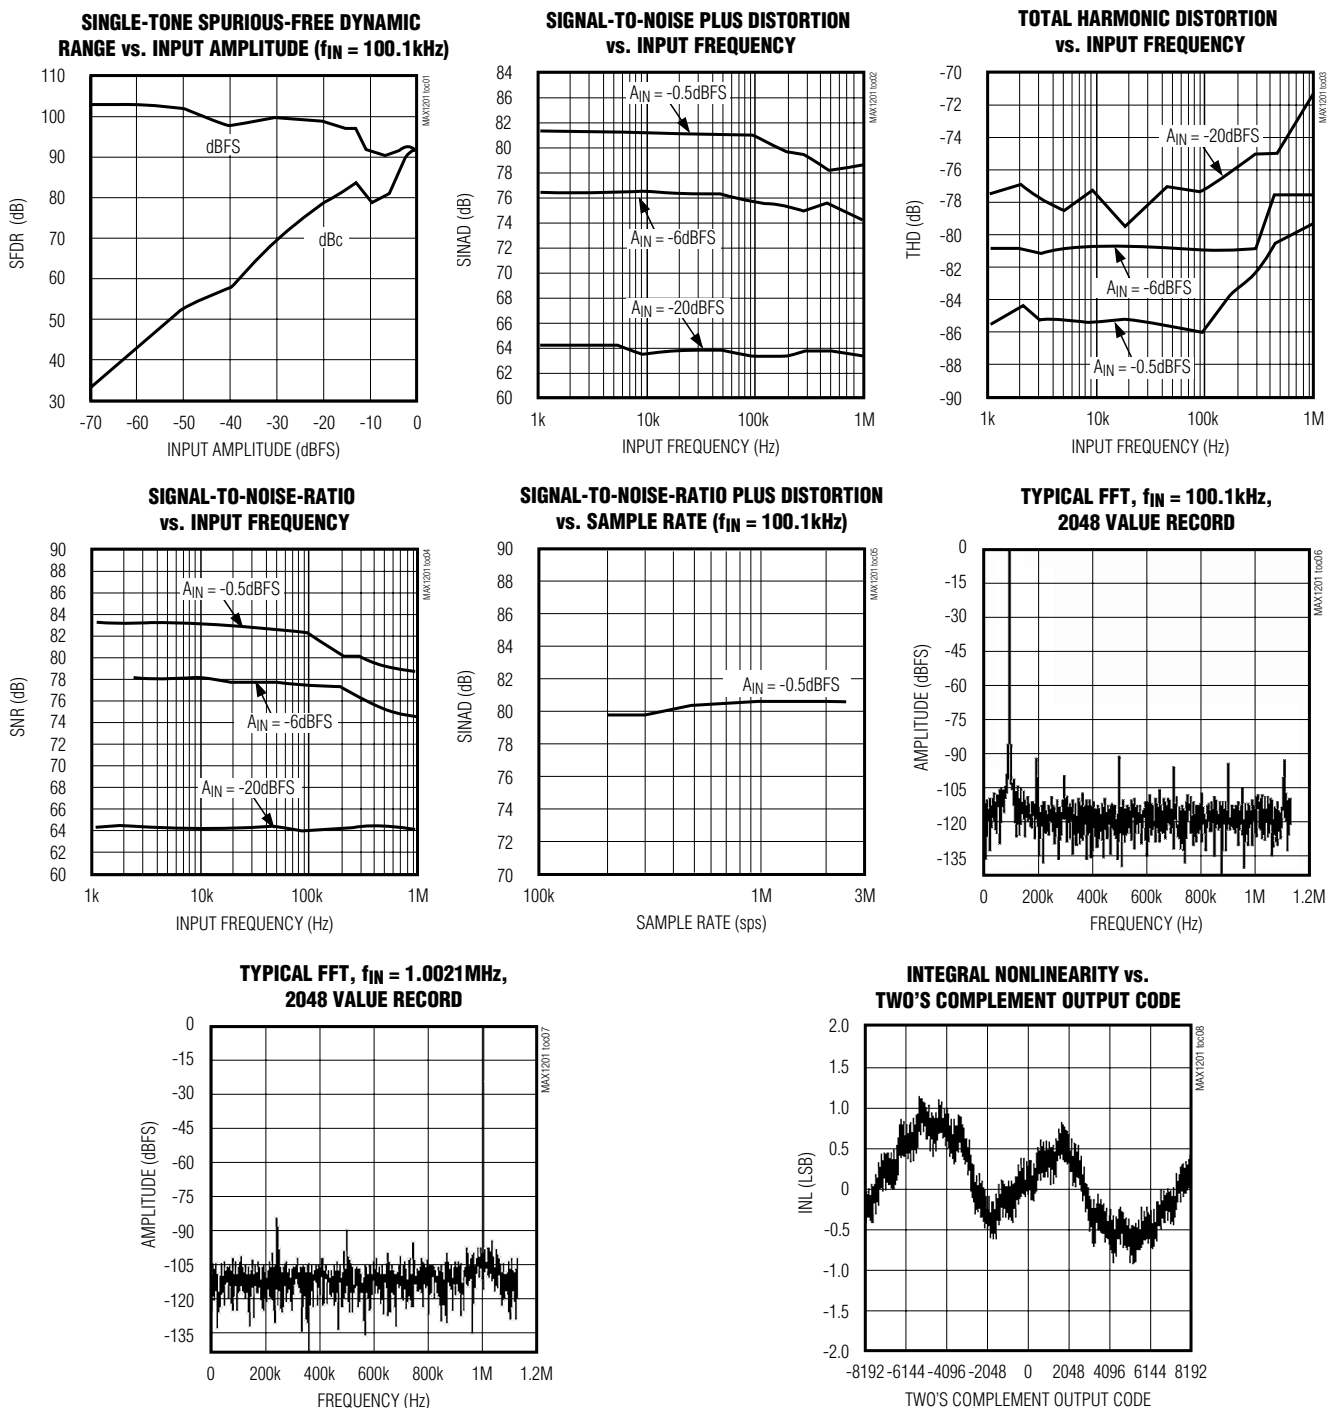 SINGLE-TONE SPURIOUS-FREE DYNAMIC
RANGE vs. INPUT AMPLITUDE (fIN = 100.1kHz)
110
100
90
80
70
60
50
40
30
SFDR (dB)
dBFS
dBc
-70 -60 -50 -40 -30 -20 -10 0
INPUT AMPLITUDE (dBFS)
MAX1201 toc01
SIGNAL-TO-NOISE PLUS DISTORTION
vs. INPUT FREQUENCY
84
86
82
80
78
76
74
72
70
68
66
64
62
60
SINAD (dB)
AIN = -0.5dBFS
AIN = -6dBFS
AIN = -20dBFS
1k 10k 100k 1M
INPUT FREQUENCY (Hz)
MAX1201 toc02
TOTAL HARMONIC DISTORTION
vs. INPUT FREQUENCY
-70
-72
-74
-76
-78
-80
-82
-84
-86
-88
-90
THD (dB)
AIN = -20dBFS
AIN = -6dBFS
AIN = -0.5dBFS
1k 10k 100k 1M
INPUT FREQUENCY (Hz)
MAX1201 toc03
SIGNAL-TO-NOISE-RATIO
vs. INPUT FREQUENCY
90
88
86
84
82
80
78
76
74
72
70
68
66
64
62
60
SNR (dB)
AIN = -0.5dBFS
AIN = -6dBFS
AIN = -20dBFS
1k 10k 100k 1M
INPUT FREQUENCY (Hz)
MAX1201 toc04
SIGNAL-TO-NOISE-RATIO PLUS DISTORTION
vs. SAMPLE RATE (fIN = 100.1kHz)
90
88
86
84
82
80
78
76
74
72
70
SINAD (dB)
AIN = -0.5dBFS
100k 1M 3M
SAMPLE RATE (sps)
MAX1201 toc05
TYPICAL FFT, fIN = 100.1kHz,
2048 VALUE RECORD
0
-15
-30
-45
-60
-75
-90
-105
-120
-135
AMPLITUDE (dBFS)
0 200k 400k 600k 800k 1M 1.2M
FREQUENCY (Hz)
MAX1201 toc06
TYPICAL FFT, fIN = 1.0021MHz,
2048 VALUE RECORD
0
-15
-30
-45
-60
-75
-90
-105
-120
-135
AMPLITUDE (dBFS)
0 200k 400k 600k 800k 1M 1.2M
FREQUENCY (Hz)
MAX1201 toc07
INTEGRAL NONLINEARITY vs.
TWO'S COMPLEMENT OUTPUT CODE
2.0
1.5
1.0
0.5
0
-0.5
-1.0
-1.5
-2.0
INL (LSB)
-8192 -6144 -4096 -2048 0 2048 4096 6144 8192
TWO'S COMPLEMENT OUTPUT CODE
MAX1201 toc08